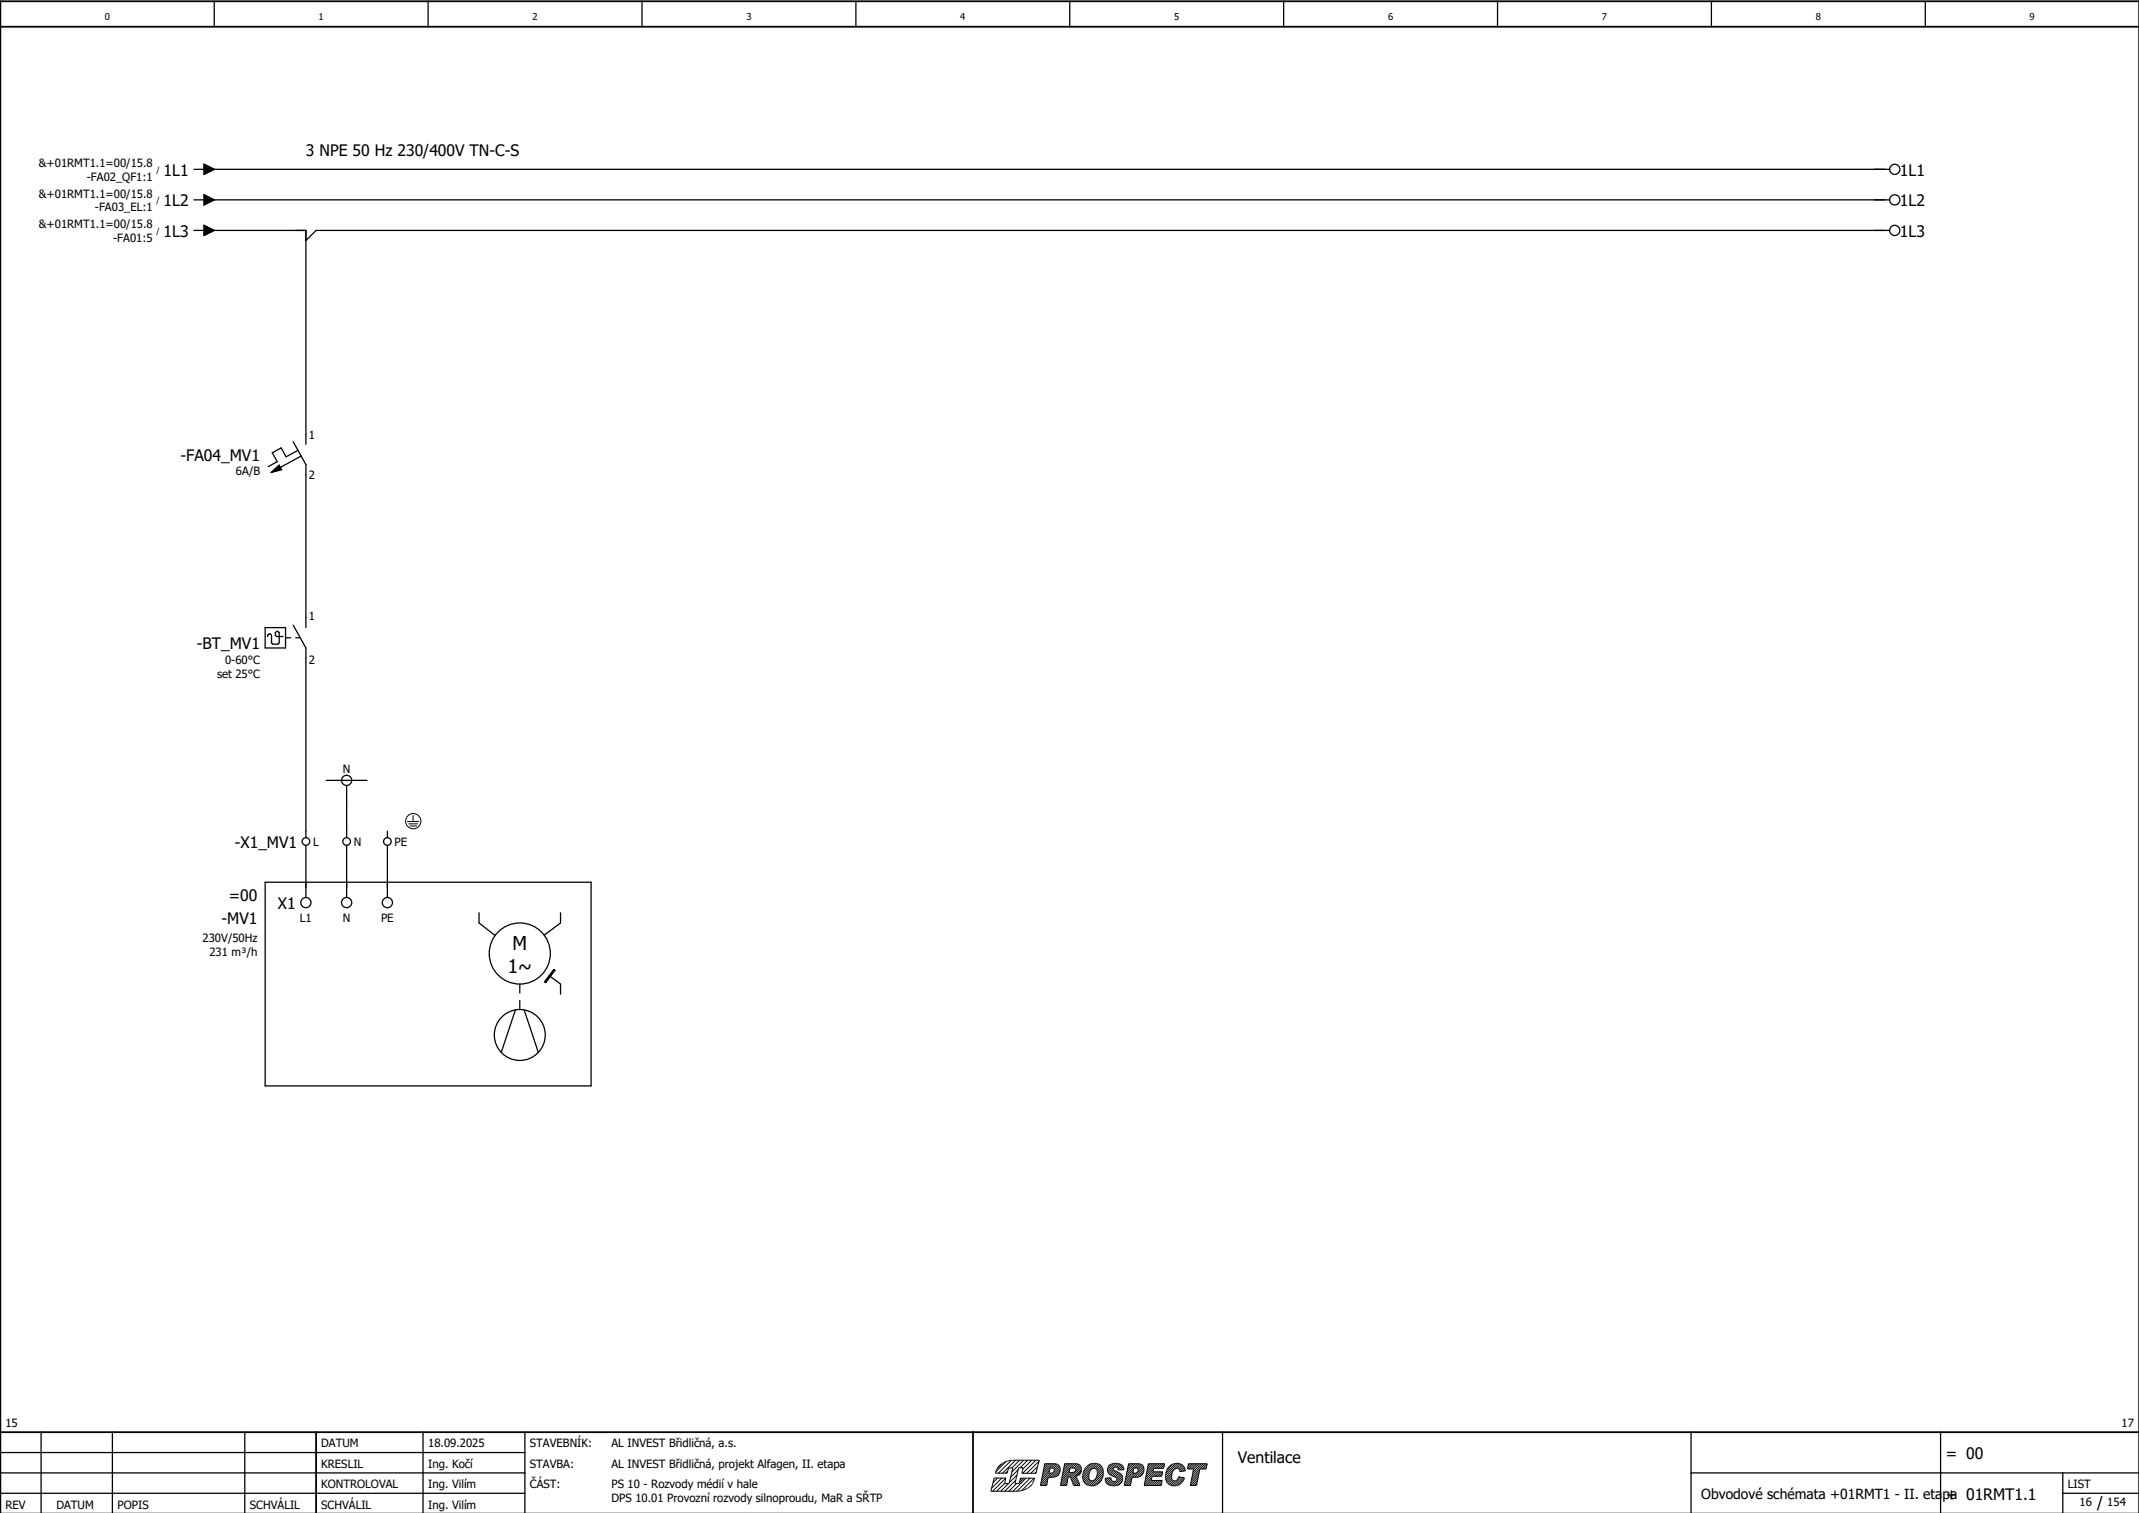 0 1 2 3 4 5 6 7 8 9
3 NPE 50 Hz 230/400V TN-C-S
&+01RMT1.1=00/15.8
-FA02_QF1:1 / 1L1
1L1
&+01RMT1.1=00/15.8
-FA03_EL:1 / 1L2
1L2
&+01RMT1.1=00/15.8
-FA01:5 / 1L3
1L3
1
-FA04_MV1
6A/B
2
1
-BT_MV1
0-60°C
set 25°C
2
N
-X1_MV1 L N PE
=00
-MV1
230V/50Hz
231 m³/h
X1
L1 N PE
M
1~
15
17
DATUM 18.09.2025
KRESLIL Ing. Kočí
KONTROLOVAL Ing. Vilím
REV DATUM POPIS SCHVÁLIL SCHVÁLIL Ing. Vilím
STAVEBNÍK: AL INVEST Břidličná, a.s.
STAVBA: AL INVEST Břidličná, projekt Alfagen, II. etapa
ČÁST: PS 10 - Rozvody médií v hale
DPS 10.01 Provozní rozvody silnoproudu, MaR a SŘTP
PROSPECT
Ventilace
= 00
Obvodové schémata +01RMT1 - II. etapa
+ 01RMT1.1
LIST
16 / 154